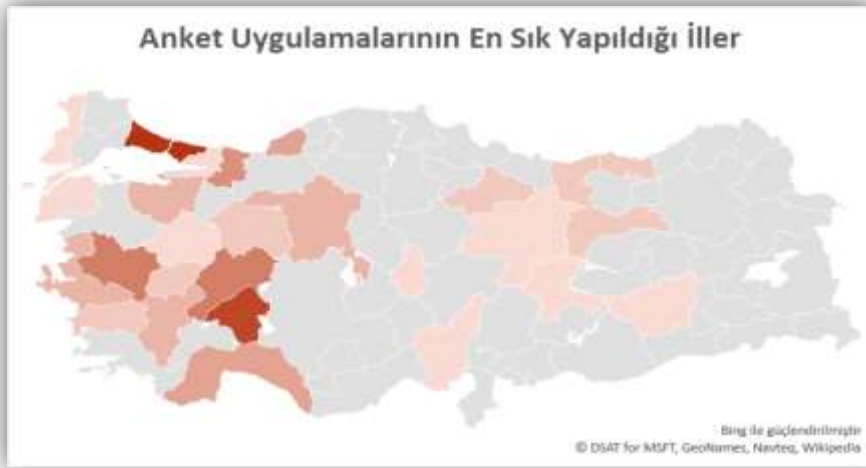 Anket Uygulamalarının En Sık Yapıldığı İller
Bing ile güçlendirilmiştir
© DSAT for MSFT, GeoNames, Navteq, Wikipedia